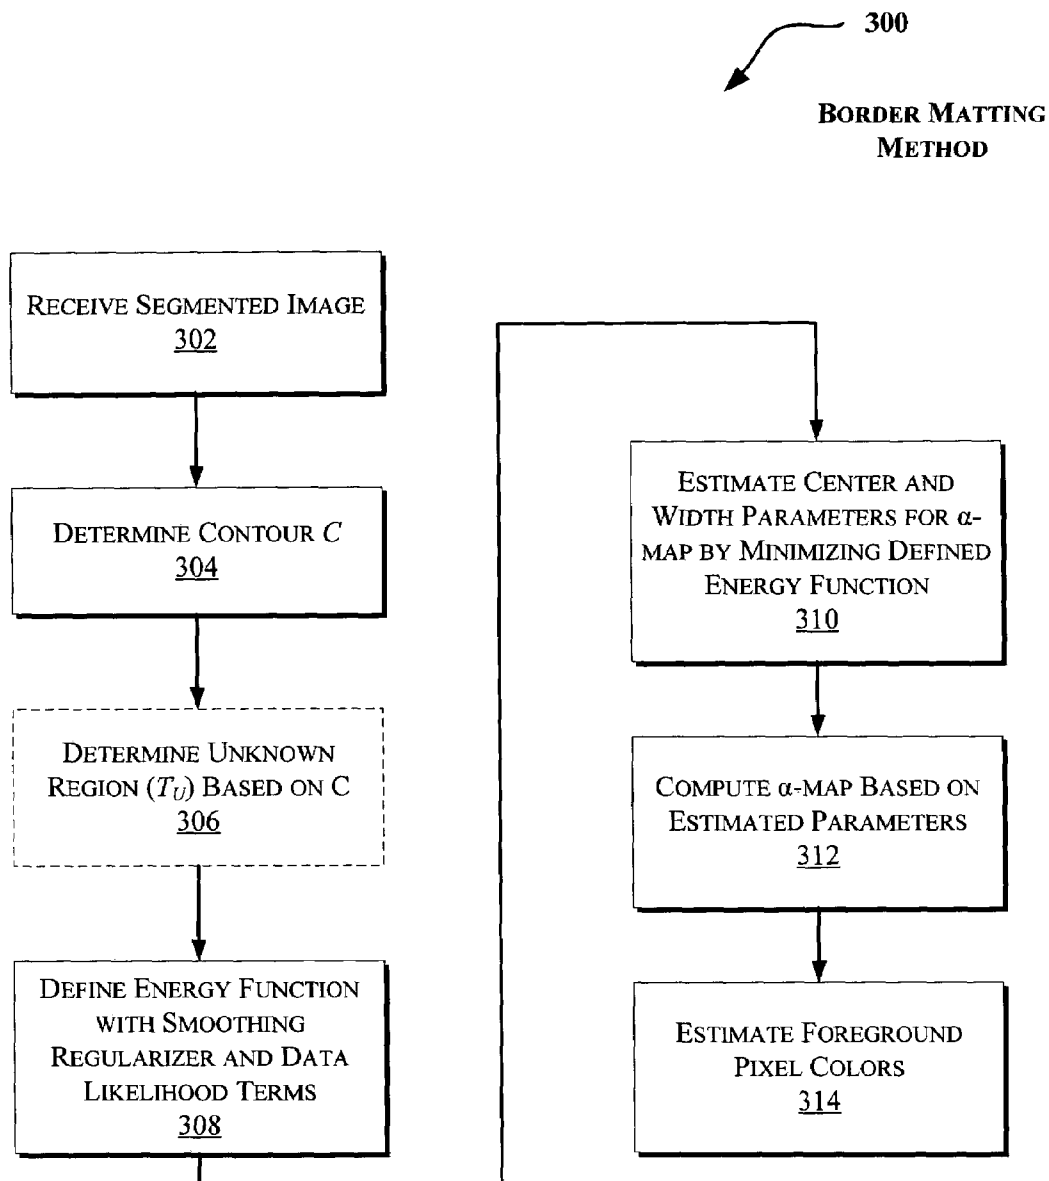 300
BORDER MATTING
METHOD
RECEIVE SEGMENTED IMAGE
302
DETERMINE CONTOUR C
304
DETERMINE UNKNOWN
REGION (TU) BASED ON C
306
DEFINE ENERGY FUNCTION
WITH SMOOTHING
REGULARIZER AND DATA
LIKELIHOOD TERMS
308
ESTIMATE CENTER AND
WIDTH PARAMETERS FOR α-
MAP BY MINIMIZING DEFINED
ENERGY FUNCTION
310
COMPUTE α-MAP BASED ON
ESTIMATED PARAMETERS
312
ESTIMATE FOREGROUND
PIXEL COLORS
314